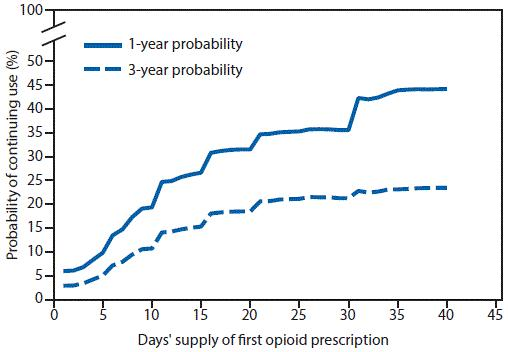 100
50
45
40
35
30
25
20
15
10
5
0
Probability of continuing use (%)
1-year probability
3-year probability
0 5 10 15 20 25 30 35 40 45
Days' supply of first opioid prescription